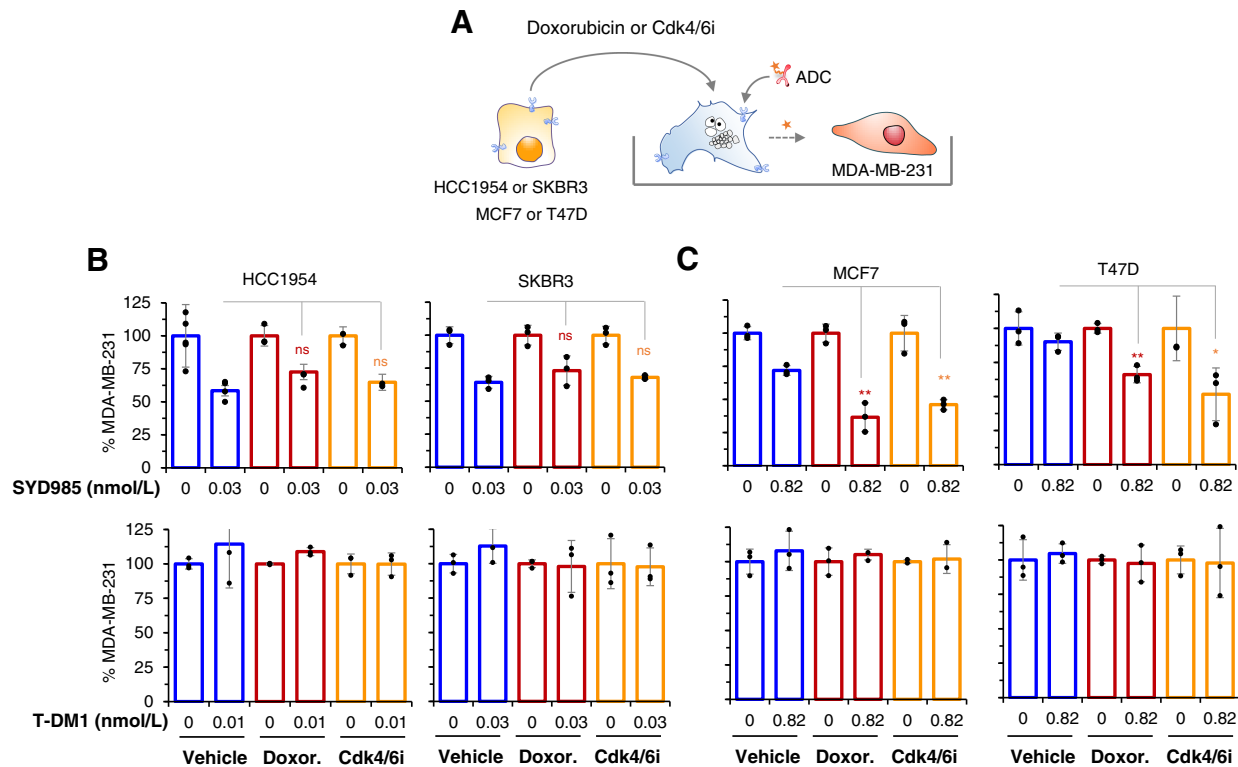 A
Doxorubicin or Cdk4/6i
ADC
MDA-MB-231
HCC1954 or SKBR3
MCF7 or T47D
B
C
HCC1954
SKBR3
MCF7
T47D
% MDA-MB-231
125
100
75
50
25
0
ns
ns
ns
ns
**
**
**
*
SYD985 (nmol/L)
0 0.03 0 0.03 0 0.03
0 0.03 0 0.03 0 0.03
0 0.82 0 0.82 0 0.82
0 0.82 0 0.82 0 0.82
% MDA-MB-231
125
100
75
50
25
0
T-DM1 (nmol/L)
0 0.01 0 0.01 0 0.01
0 0.03 0 0.03 0 0.03
0 0.82 0 0.82 0 0.82
0 0.82 0 0.82 0 0.82
Vehicle Doxor. Cdk4/6i
Vehicle Doxor. Cdk4/6i
Vehicle Doxor. Cdk4/6i
Vehicle Doxor. Cdk4/6i